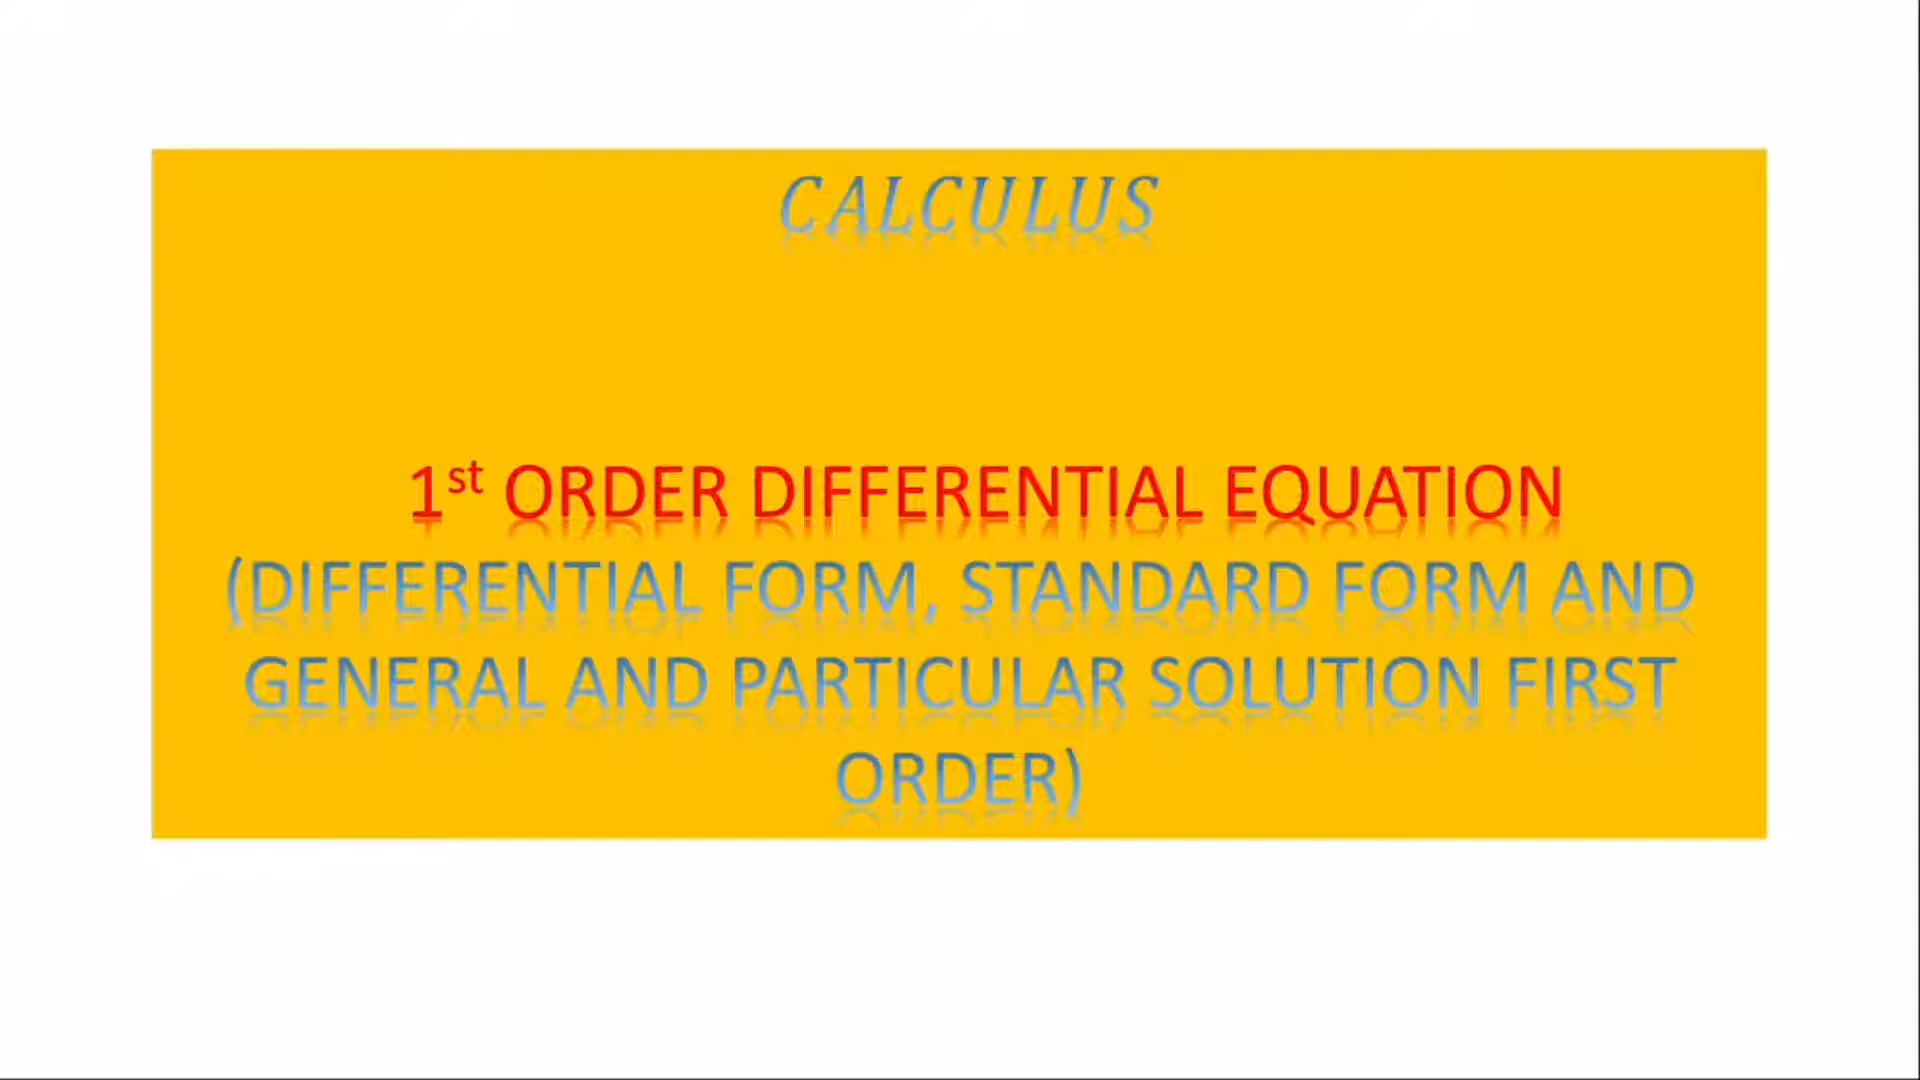 CALCULUS
1st ORDER DIFFERENTIAL EQUATION
(DIFFERENTIAL FORM, STANDARD FORM AND
GENERAL AND PARTICULAR SOLUTION FIRST
ORDER)